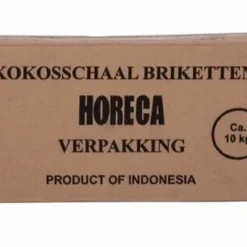 KOKOSSCHAAL BRIKETTEN
HORECA
VERPAKKING
Ca.
10 kg
PRODUCT OF INDONESIA